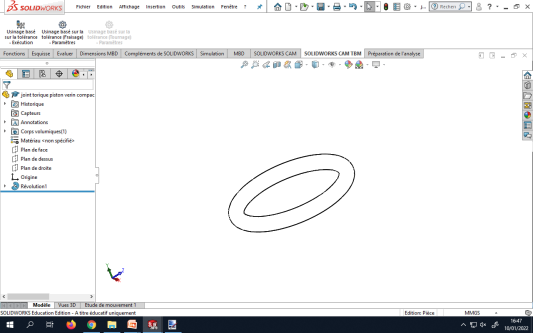 SOLIDWORKS Fichier Edition Affichage Insertion Outils Simulation Fenêtre ?
Recherc
Usinage basé sur la tolérance - Exécution
Usinage basé sur la tolérance (Fraisage) - Paramètres
Usinage basé sur la tolérance (Tournage) - Paramètres
Fonctions Esquisse Évaluer Dimensions MBD Compléments de SOLIDWORKS Simulation MBD SOLIDWORKS CAM SOLIDWORKS CAM TBM Préparation de l'analyse
joint torique piston verin compac
Historique
Capteurs
Annotations
Corps volumiques(1)
Matériau <non spécifié>
Plan de face
Plan de dessus
Plan de droite
Origine
Révolution1
Modèle Vues 3D Etude de mouvement 1
SOLIDWORKS Education Edition - A titre éducatif uniquement Edition: Pièce MMGS
16:47
18/01/2022